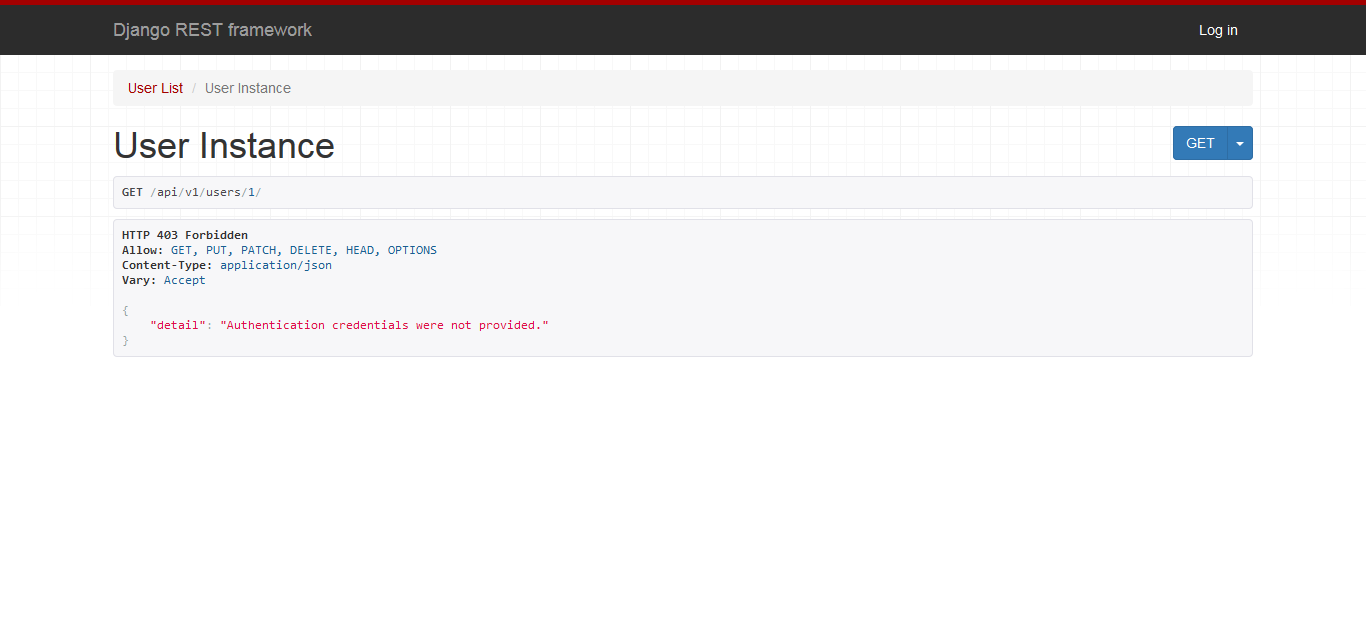 Django REST framework
Log in
User List / User Instance
User Instance
GET
GET /api/v1/users/1/
HTTP 403 Forbidden
Allow: GET, PUT, PATCH, DELETE, HEAD, OPTIONS
Content-Type: application/json
Vary: Accept
{
    "detail": "Authentication credentials were not provided."
}